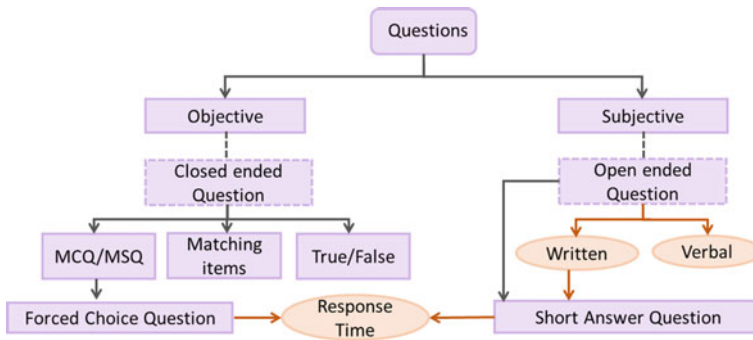 Questions
Objective
Subjective
Closed ended
Question
Open ended
Question
MCQ/MSQ
Matching
items
True/False
Written
Verbal
Forced Choice Question
Response
Time
Short Answer Question